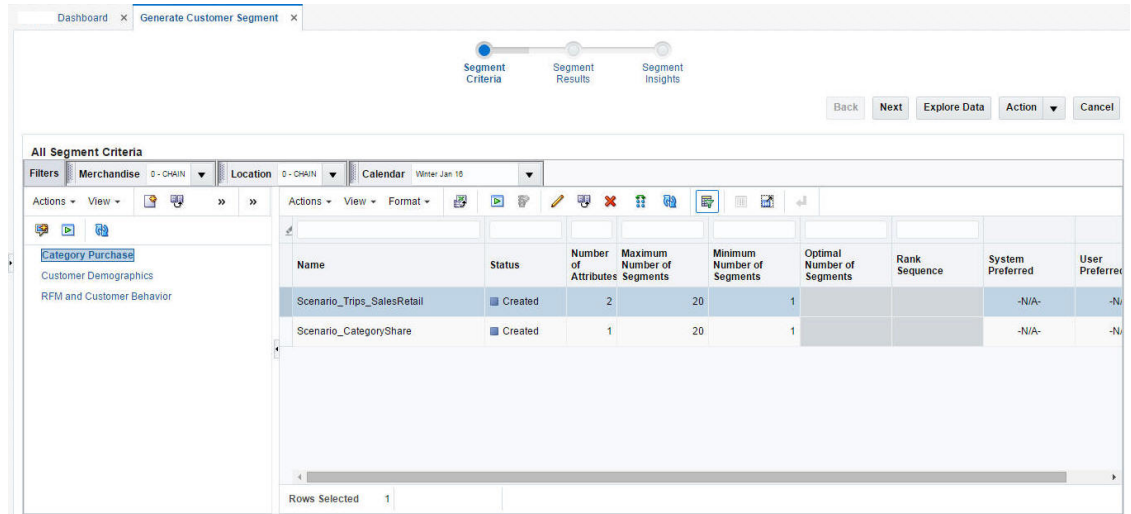 Dashboard × Generate Customer Segment ×
Segment Criteria
Segment Results
Segment Insights
Back Next Explore Data Action Cancel
All Segment Criteria
Filters Merchandise 0 - CHAIN Location 0 - CHAIN Calendar Winter Jan 16
Actions View » » Actions View Format
Category Purchase
Customer Demographics
RFM and Customer Behavior
Name Status Number of Attributes Maximum Number of Segments Minimum Number of Segments Optimal Number of Segments Rank Sequence System Preferred User Preferred
Scenario_Trips_SalesRetail Created 2 20 1 -N/A- -N/
Scenario_CategoryShare Created 1 20 1 -N/A- -N/
Rows Selected 1